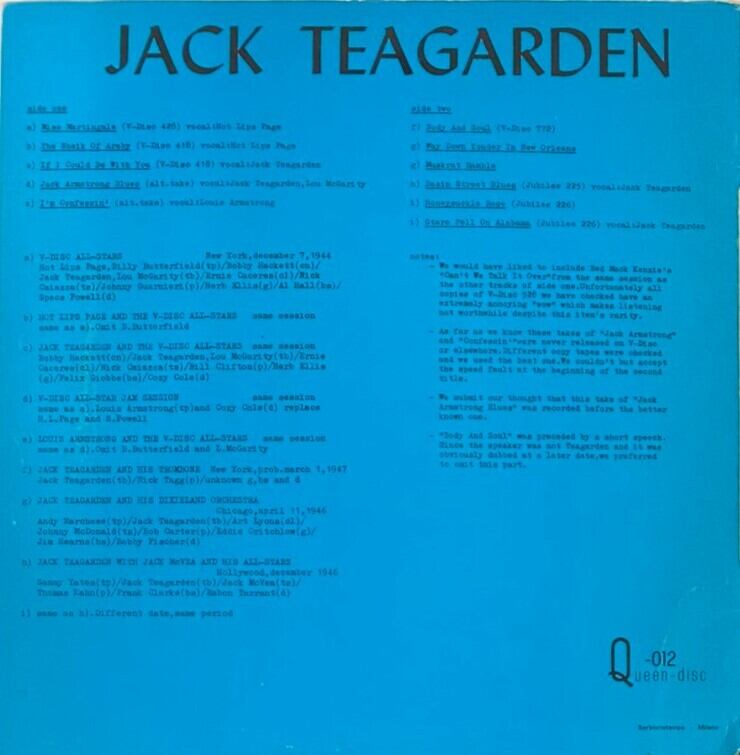 JACK TEAGARDEN
side one
a) Miss Martingale (V-Disc 428) vocal:Hot Lips Page
b) The Sheik Of Araby (V-Disc 418) vocal:Hot Lips Page
c) If I Could Be With You (V-Disc 418) vocal:Jack Teagarden
d) Jack Armstrong Blues (alt.take) vocal:Jack Teagarden,Lou McGarity
e) I'm Confessin' (alt.take) vocal:Louis Armstrong
side two
f) Body And Soul (V-Disc 772)
g) Way Down Yonder In New Orleans
g) Muskrat Ramble
h) Basin Street Blues (Jubilee 225) vocal:Jack Teagarden
i) Honeysuckle Rose (Jubilee 226)
i) Stars Fell On Alabama (Jubilee 226) vocal:Jack Teagarden
a) V-DISC ALL-STARS New York,december 7,1944
Hot Lips Page,Billy Butterfield(tp)/Bobby Hackett(cn)/
Jack Teagarden,Lou McGarity(tb)/Ernie Caceres(cl)/Nick
Caiazza(ts)/Johnny Guarnieri(p)/Herb Ellis(g)/Al Hall(bs)/
Specs Powell(d)
b) HOT LIPS PAGE AND THE V-DISC ALL-STARS same session
same as a).Omit B.Butterfield
c) JACK TEAGARDEN AND THE V-DISC ALL-STARS same session
Bobby Hackett(cn)/Jack Teagarden,Lou McGarity(tb)/Ernie
Caceres(cl)/Nick Caiazza(ts)/Bill Clifton(p)/Herb Ellis
(g)/Felix Giobbe(bs)/Cozy Cole(d)
d) V-DISC ALL-STAR JAM SESSION same session
same as a).Louis Armstrong(tp)and Cozy Cole(d) replace
H.L.Page and S.Powell
e) LOUIS ARMSTRONG AND THE V-DISC ALL-STARS same session
same as d).Omit B.Butterfield and L.McGarity
f) JACK TEAGARDEN AND HIS TROMBONE New York,prob.march 1,1947
Jack Teagarden(tb)/Nick Tagg(p)/unknown g,bs and d
g) JACK TEAGARDEN AND HIS DIXIELAND ORCHESTRA
Chicago,april 11,1946
Andy Marchese(tp)/Jack Teagarden(tb)/Art Lyons(cl)/
Johnny McDonald(ts)/Bob Carter(p)/Eddie Critchlow(g)/
Jim Hearns(bs)/Bobby Fischer(d)
h) JACK TEAGARDEN WITH JACK McVEA AND HIS ALL-STARS
Hollywood,december 1946
Sammy Yates(tp)/Jack Teagarden(tb)/Jack McVea(ts)/
Thomas Kahn(p)/Frank Clarke(bs)/Rabon Tarrant(d)
i) same as h).Different date,same period
notes:
- We would have liked to include Red Mack Kenzie's
"Can't We Talk It Over"from the same session as
the other tracks of side one.Unfortunately all
copies of V-Disc 526 we have checked have an
extremely annoying "wow" which makes listening
not worthwhile despite this item's rarity.
- As far as we know these takes of "Jack Armstrong"
and "Confessin'"were never released on V-Disc
or elsewhere.Different copy tapes were checked
and we used the best one.We couldn't but accept
the speed fault at the beginning of the second
title.
- We submit our thought that this take of "Jack
Armstrong Blues" was recorded before the better
known one.
- "Body And Soul" was preceded by a short speech.
Since the speaker was not Teagarden and it was
obviously dubbed at a later date,we preferred
to omit this part.
Q-012
Queen-disc
Milano